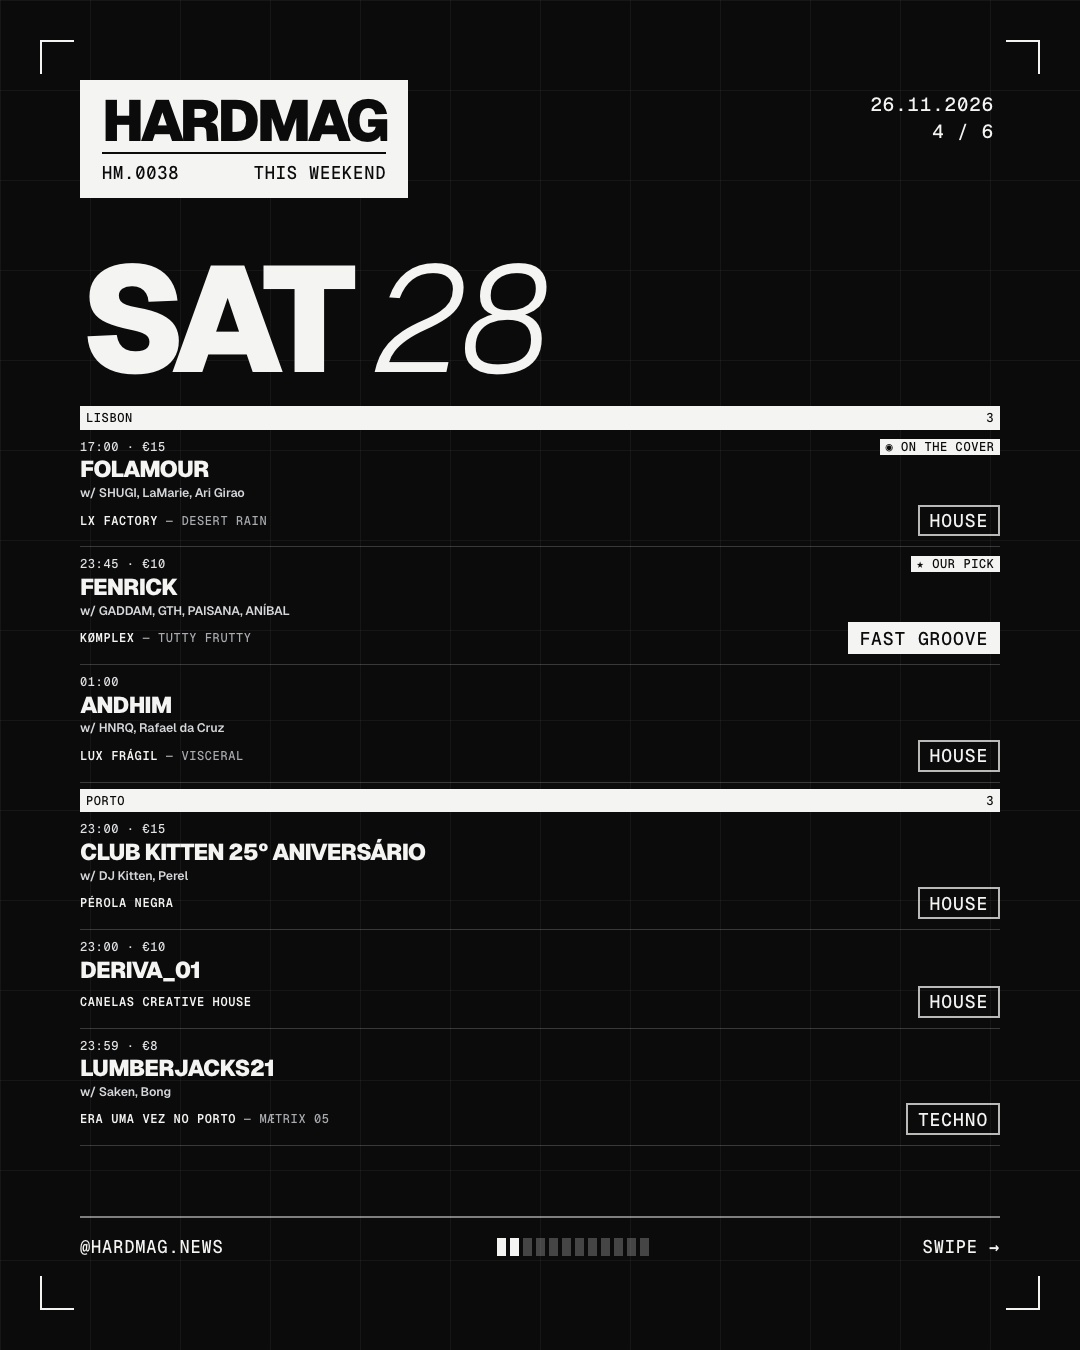 HARDMAG
HM.0038 THIS WEEKEND
26.11.2026
4 / 6
SAT 28
LISBON 3
17:00 · €15 ◉ ON THE COVER
FOLAMOUR
w/ SHUGI, LaMarie, Ari Girao
LX FACTORY — DESERT RAIN HOUSE
23:45 · €10 ★ OUR PICK
FENRICK
w/ GADDAM, GTH, PAISANA, ANÍBAL
KØMPLEX — TUTTY FRUTTY FAST GROOVE
01:00
ANDHIM
w/ HNRQ, Rafael da Cruz
LUX FRÁGIL — VISCERAL HOUSE
PORTO 3
23:00 · €15
CLUB KITTEN 25º ANIVERSÁRIO
w/ DJ Kitten, Perel
PÉROLA NEGRA HOUSE
23:00 · €10
DERIVA_01
CANELAS CREATIVE HOUSE HOUSE
23:59 · €8
LUMBERJACKS21
w/ Saken, Bong
ERA UMA VEZ NO PORTO — MÆTRIX 05 TECHNO
@HARDMAG.NEWS SWIPE →